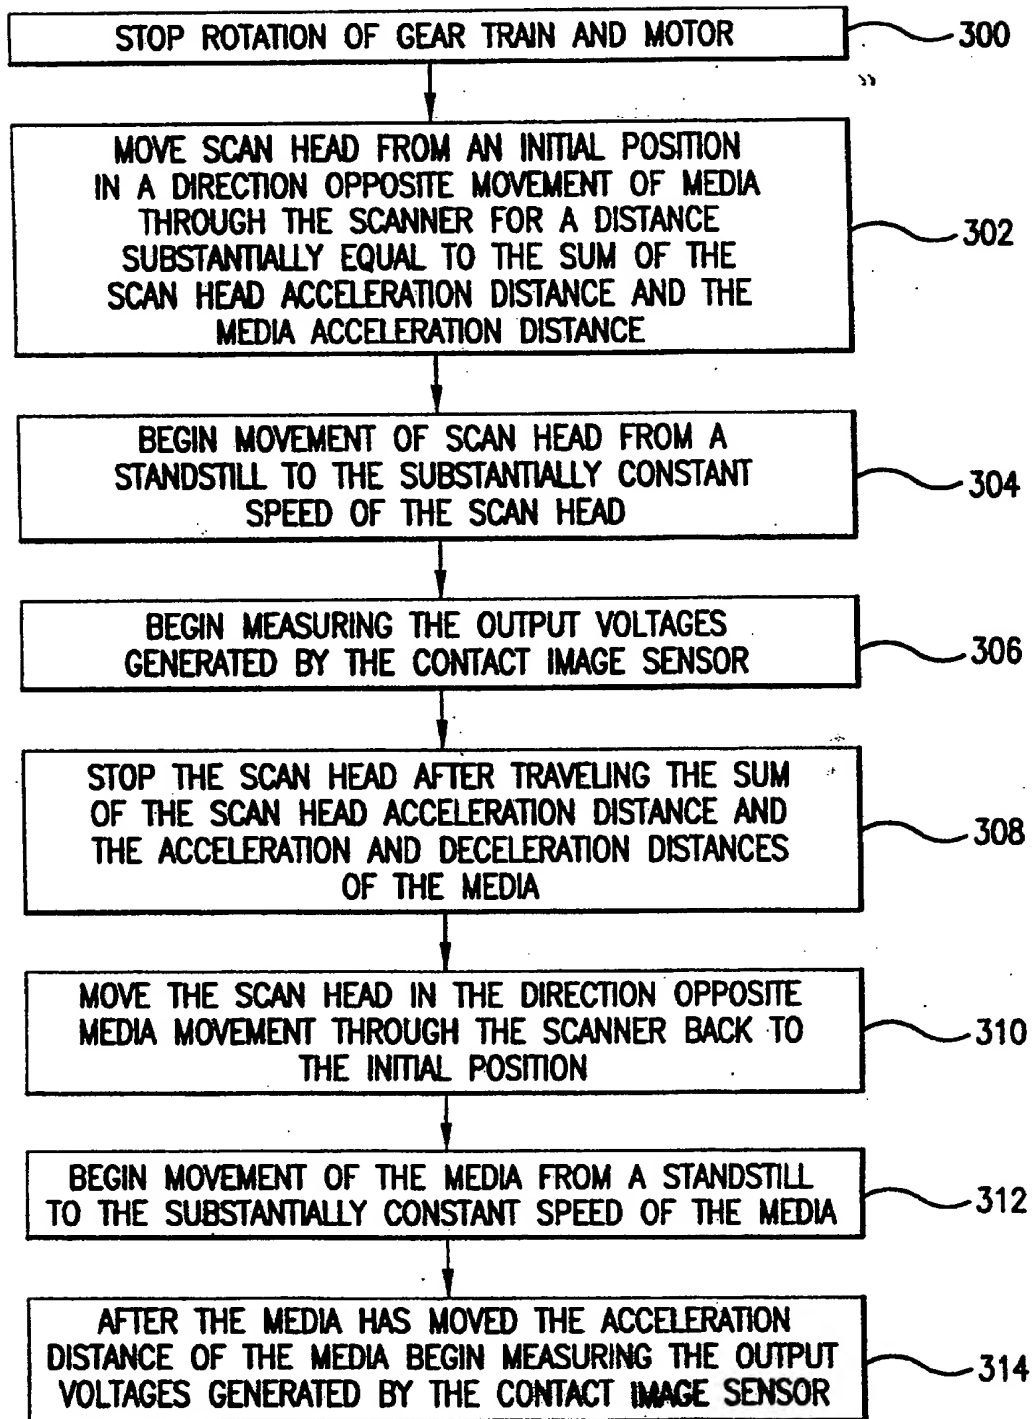 STOP ROTATION OF GEAR TRAIN AND MOTOR
300
MOVE SCAN HEAD FROM AN INITIAL POSITION
IN A DIRECTION OPPOSITE MOVEMENT OF MEDIA
THROUGH THE SCANNER FOR A DISTANCE
SUBSTANTIALLY EQUAL TO THE SUM OF THE
SCAN HEAD ACCELERATION DISTANCE AND THE
MEDIA ACCELERATION DISTANCE
302
BEGIN MOVEMENT OF SCAN HEAD FROM A
STANDSTILL TO THE SUBSTANTIALLY CONSTANT
SPEED OF THE SCAN HEAD
304
BEGIN MEASURING THE OUTPUT VOLTAGES
GENERATED BY THE CONTACT IMAGE SENSOR
306
STOP THE SCAN HEAD AFTER TRAVELING THE SUM
OF THE SCAN HEAD ACCELERATION DISTANCE AND
THE ACCELERATION AND DECELERATION DISTANCES
OF THE MEDIA
308
MOVE THE SCAN HEAD IN THE DIRECTION OPPOSITE
MEDIA MOVEMENT THROUGH THE SCANNER BACK TO
THE INITIAL POSITION
310
BEGIN MOVEMENT OF THE MEDIA FROM A STANDSTILL
TO THE SUBSTANTIALLY CONSTANT SPEED OF THE MEDIA
312
AFTER THE MEDIA HAS MOVED THE ACCELERATION
DISTANCE OF THE MEDIA BEGIN MEASURING THE OUTPUT
VOLTAGES GENERATED BY THE CONTACT IMAGE SENSOR
314